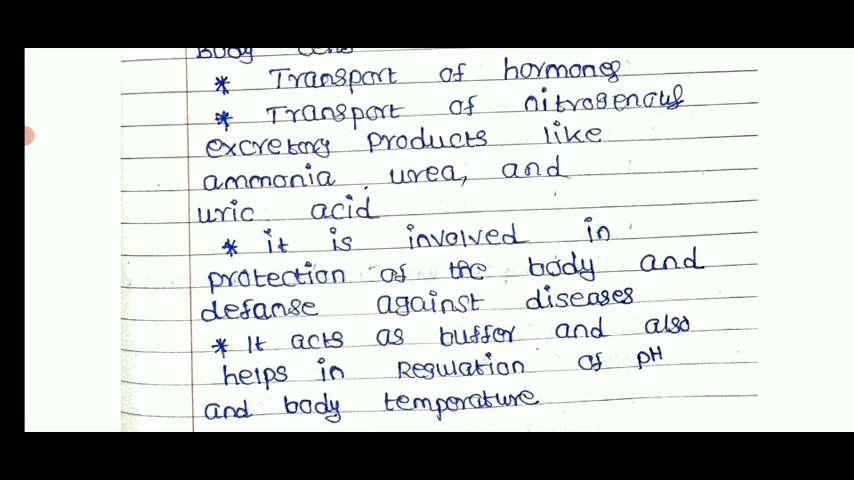 Body cells
* Transport of hormones
* Transport of nitrogenous
excretory products like
ammonia, urea, and
uric acid
* it is involved in
protection of the body and
defanse against diseases
* It acts as buffer and also
helps in Regulation of pH
and body temperature